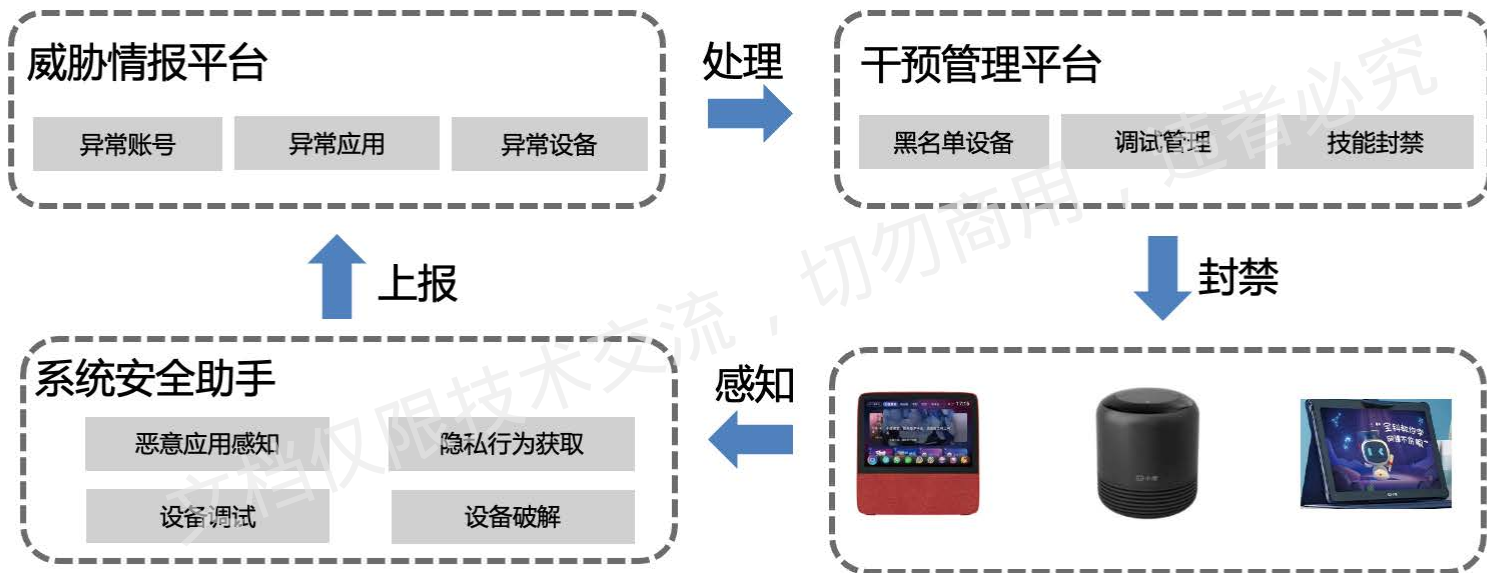 威胁情报平台
异常账号
异常应用
异常设备
处理
干预管理平台
黑名单设备
调试管理
技能封禁
上报
封禁
系统安全助手
恶意应用感知
隐私行为获取
设备调试
设备破解
感知
小度
文档仅限技术交流，切勿商用，违者必究